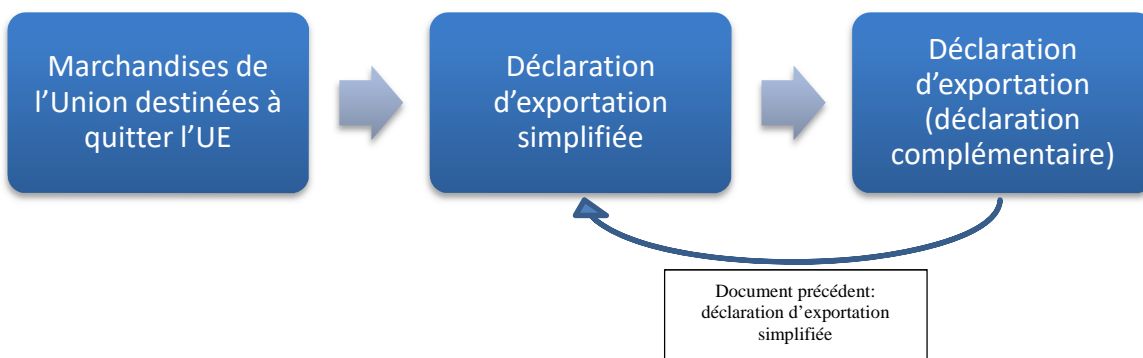 Marchandises de
l’Union destinées à
quitter l’UE
Déclaration
d’exportation
simplifiée
Déclaration
d’exportation
(déclaration
complémentaire)
Document précédent:
déclaration d’exportation
simplifiée